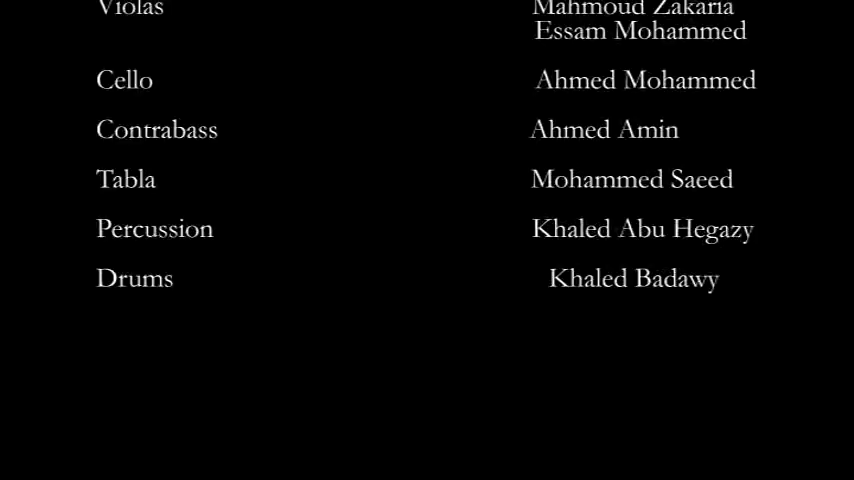 Violas Mahmoud Zakaria
Essam Mohammed
Cello Ahmed Mohammed
Contrabass Ahmed Amin
Tabla Mohammed Saeed
Percussion Khaled Abu Hegazy
Drums Khaled Badawy